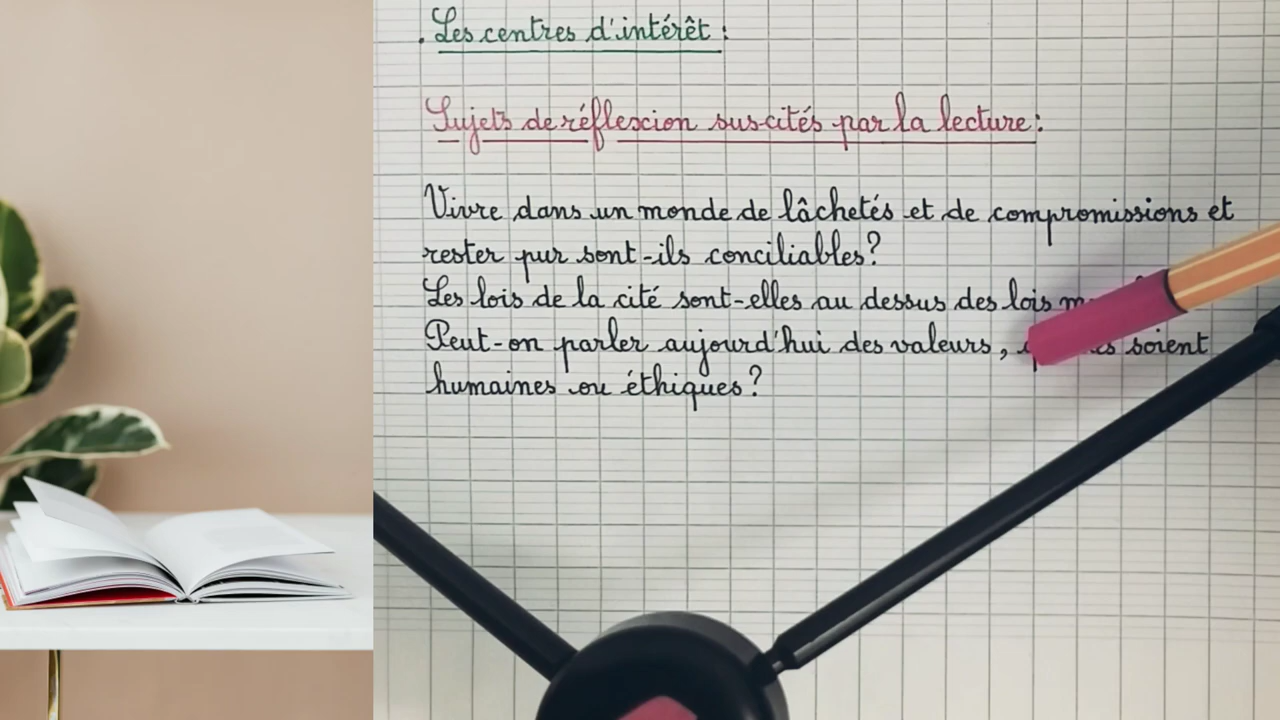 . Les centres d'intérêt :
Sujets de réflexion suscités par la lecture :
Vivre dans un monde de lâchetés et de compromissions et
rester pur sont-ils conciliables ?
Les lois de la cité sont-elles au dessus des lois
Peut-on parler aujourd'hui des valeurs, soient
humaines ou éthiques ?